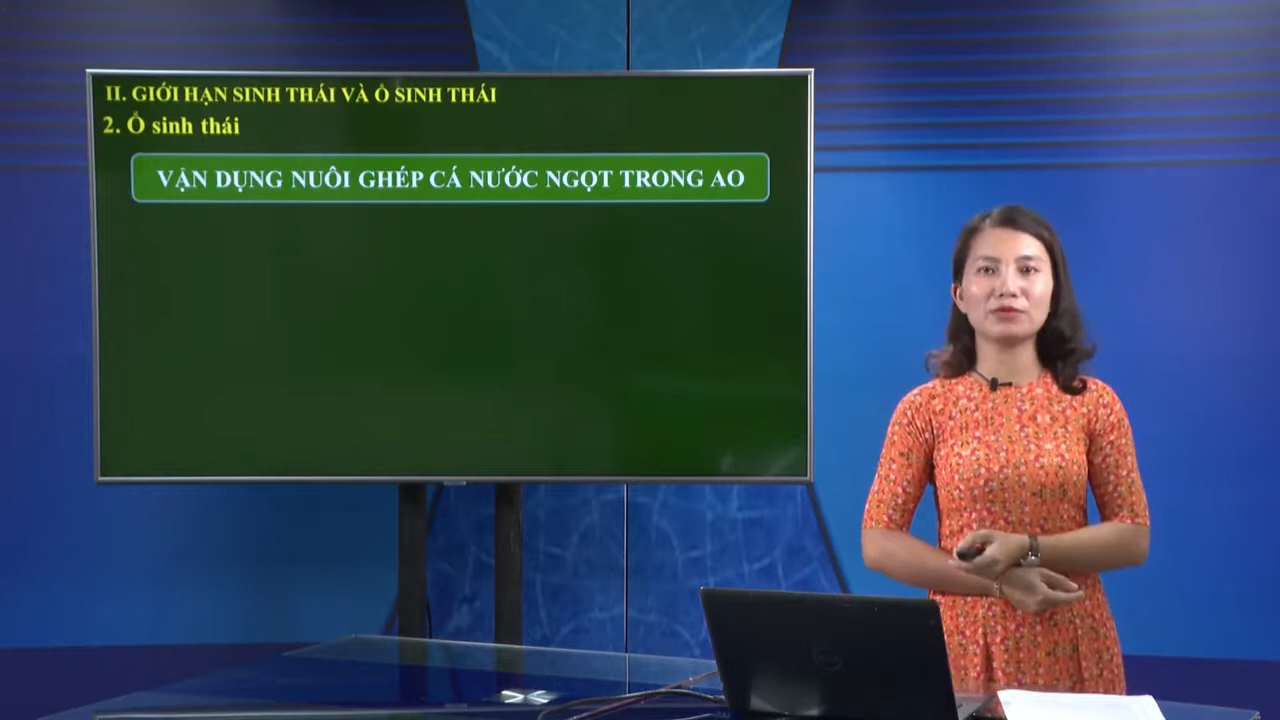 II. GIỚI HẠN SINH THÁI VÀ Ổ SINH THÁI
2. Ổ sinh thái
VẬN DỤNG NUÔI GHÉP CÁ NƯỚC NGỌT TRONG AO